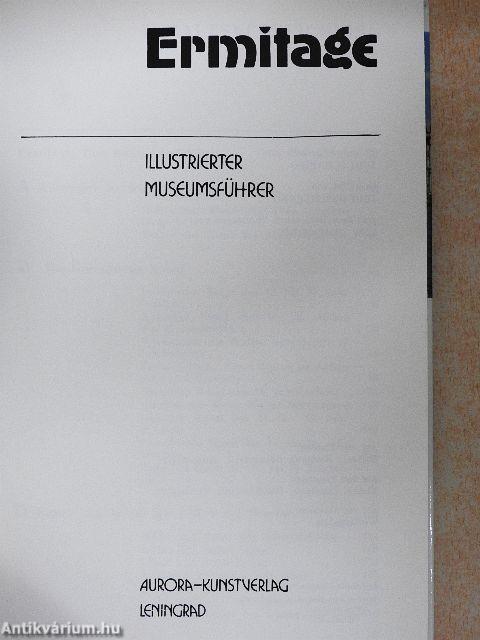 Ermitage
ILLUSTRIERTER
MUSEUMSFÜHRER
AURORA–KUNSTVERLAG
LENINGRAD
Antikvárium.hu